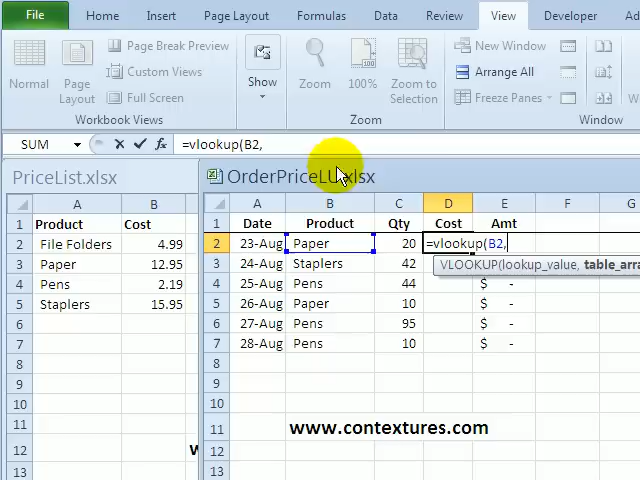 File Home Insert Page Layout Formulas Data Review View Developer Ad
Normal Page Layout Page Break Preview Custom Views Full Screen Show Zoom 100% Zoom to Selection New Window Arrange All Freeze Panes
Workbook Views Zoom Window
SUM fx =vlookup(B2,
PriceList.xlsx
A B
1 Product Cost
2 File Folders 4.99
3 Paper 12.95
4 Pens 2.19
5 Staplers 15.95
6
7
8
9
10
11
12 W
13
OrderPriceLU.xlsx
A B C D E F G
1 Date Product Qty Cost Amt
2 23-Aug Paper 20 =vlookup(B2,
VLOOKUP(lookup_value, table_arra
3 24-Aug Staplers 42
4 25-Aug Pens 44 $ -
5 26-Aug Paper 10 $ -
6 27-Aug Pens 95 $ -
7 28-Aug Pens 10 $ -
8
9
10
11 www.contextures.com
12
13